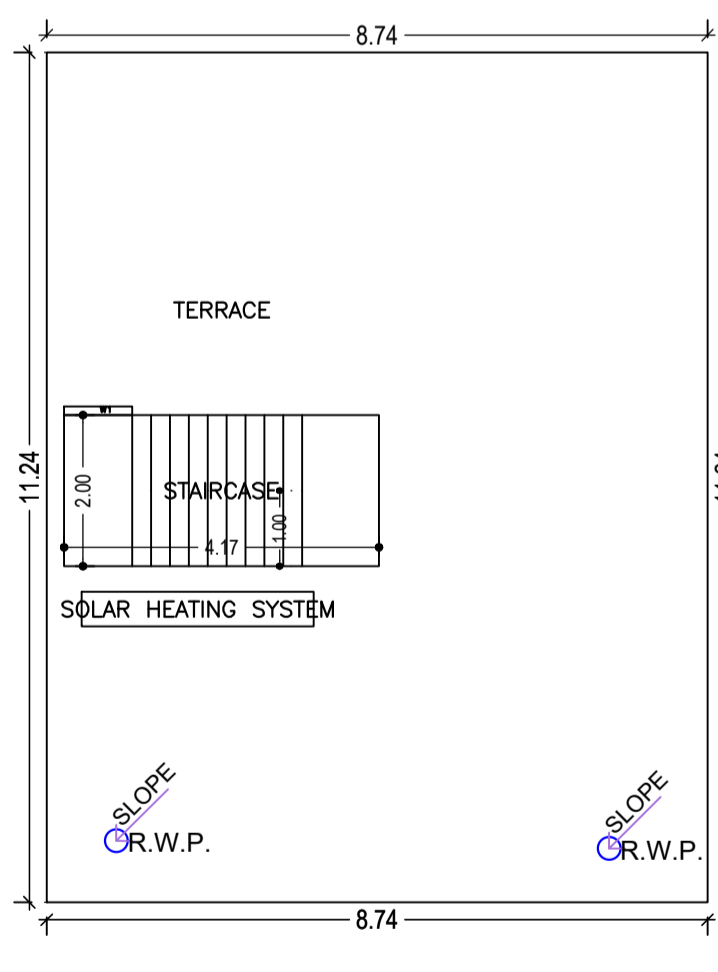 8.74
TERRACE
W1
11.24
2.00
STAIRCASE
1.00
4.17
SOLAR HEATING SYSTEM
SLOPE
R.W.P.
SLOPE
R.W.P.
8.74